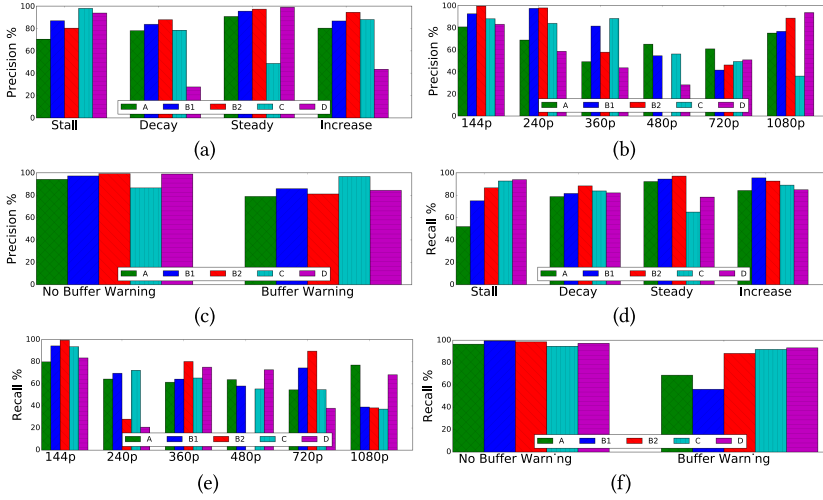 100
80
60
40
20
0
Precision %
A B1 B2 C D
Stall Decay Steady Increase
(a)
100
80
60
40
20
0
Precision %
A B1 B2 C D
144p 240p 360p 480p 720p 1080p
(b)
100
80
60
40
20
0
Precision %
A B1 B2 C D
No Buffer Warning Buffer Warning
(c)
100
80
60
40
20
0
Recall %
A B1 B2 C D
Stall Decay Steady Increase
(d)
100
80
60
40
20
0
Recall %
A B1 B2 C D
144p 240p 360p 480p 720p 1080p
(e)
100
80
60
40
20
0
Recall %
A B1 B2 C D
No Buffer Warning Buffer Warning
(f)